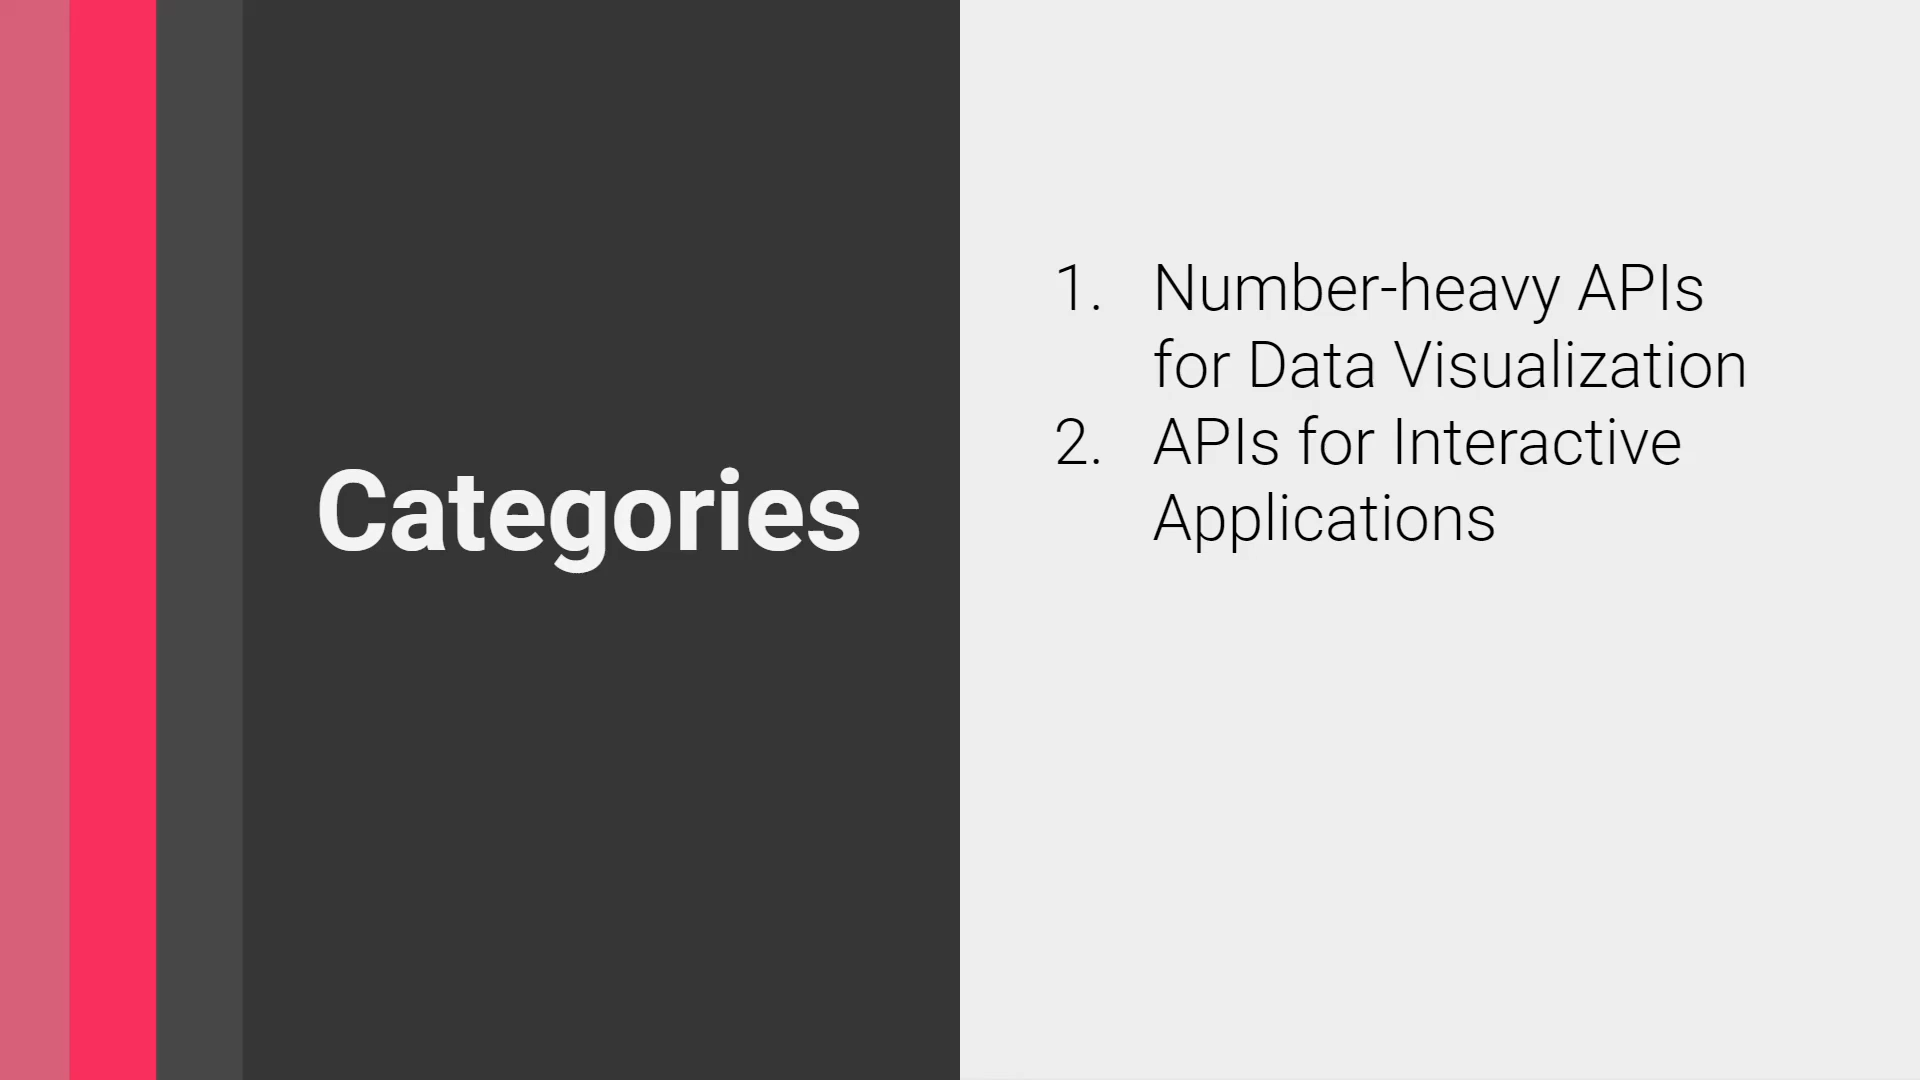 Categories
1. Number-heavy APIs
for Data Visualization
2. APIs for Interactive
Applications